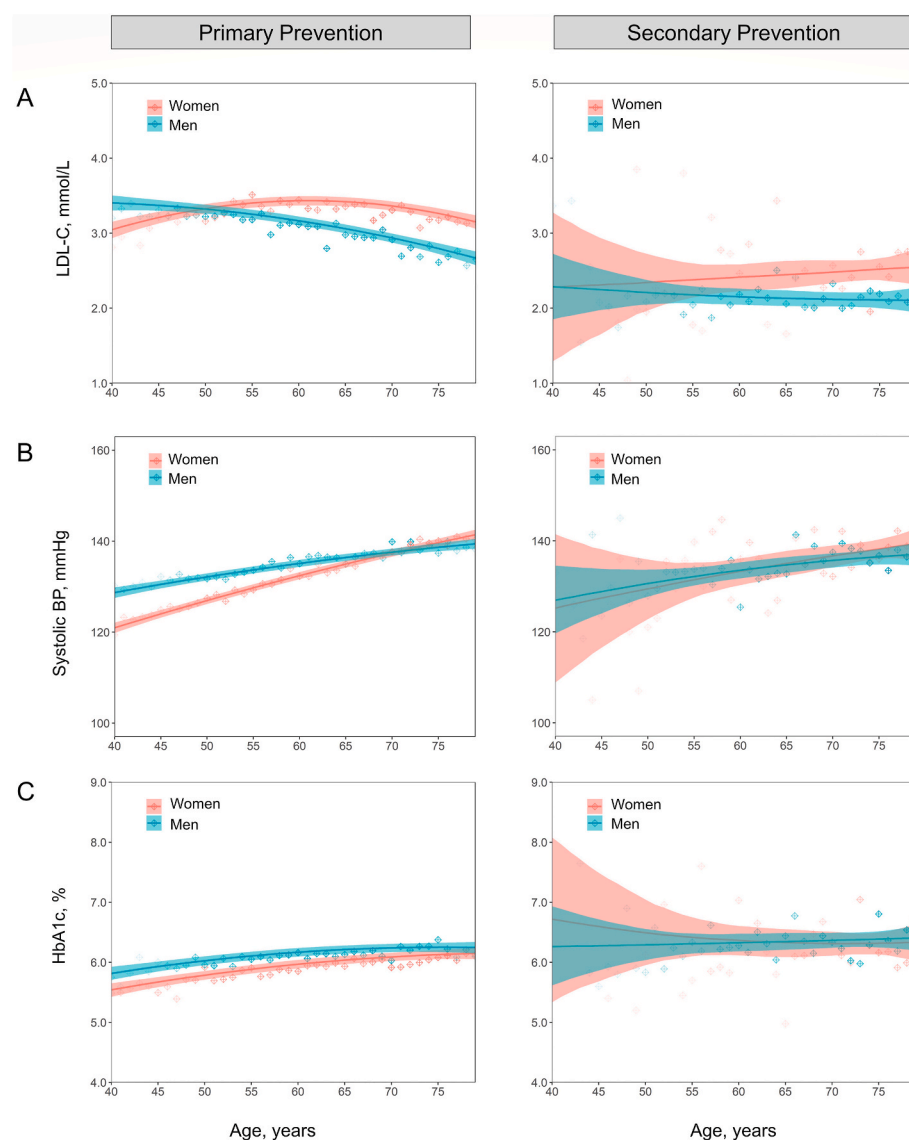 Primary Prevention
Secondary Prevention
A
LDL-C, mmol/L
5.0
4.0
3.0
2.0
1.0
Women
Men
40 45 50 55 60 65 70 75
5.0
4.0
3.0
2.0
1.0
Women
Men
40 45 50 55 60 65 70 75
B
Systolic BP, mmHg
160
140
120
100
Women
Men
40 45 50 55 60 65 70 75
160
140
120
100
Women
Men
40 45 50 55 60 65 70 75
C
HbA1c, %
9.0
8.0
7.0
6.0
5.0
4.0
Women
Men
40 45 50 55 60 65 70 75
9.0
8.0
7.0
6.0
5.0
4.0
Women
Men
40 45 50 55 60 65 70 75
Age, years
Age, years